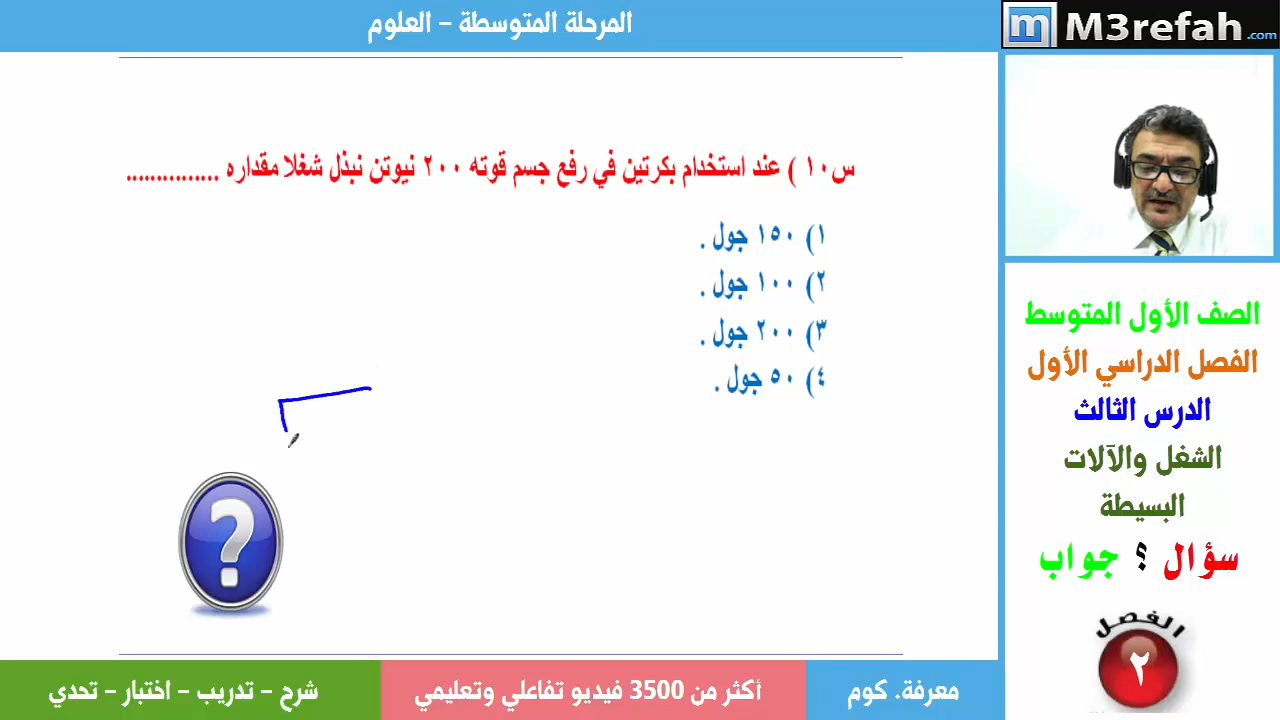 المرحلة المتوسطة - العلوم
M3refah.com
س١٠ ) عند استخدام بكرتين في رفع جسم قوته ٢٠٠ نيوتن نبذل شغلا مقداره ...............
١) ١٥٠ جول .
٢) ١٠٠ جول .
٣) ٢٠٠ جول .
٤) ٥٠ جول .
الصف الأول المتوسط
الفصل الدراسي الأول
الدرس الثالث
الشغل والآلات
البسيطة
سؤال ؟ جواب
الفصل
٢
معرفة. كوم
أكثر من 3500 فيديو تفاعلي وتعليمي
شرح - تدريب - اختبار - تحدي